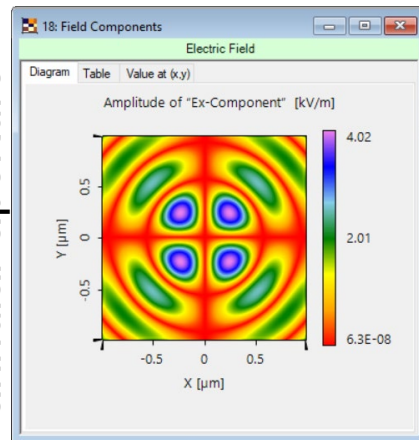 18: Field Components
Electric Field
Diagram Table Value at (x,y)
Amplitude of "Ex-Component" [kV/m]
4.02
2.01
6.3E-08
Y [µm]
0.5
0
-0.5
-0.5 0 0.5
X [µm]